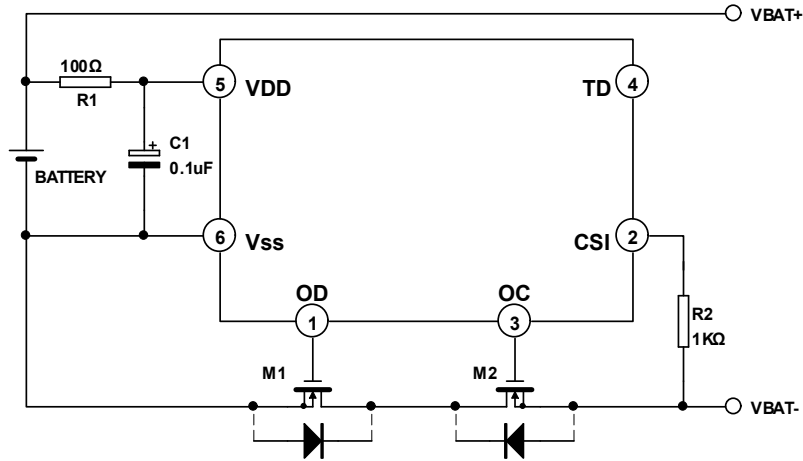 VBAT+
100Ω
R1
5
VDD
TD
4
C1
+
0.1uF
BATTERY
6
Vss
CSI
2
OD
1
OC
3
R2
1KΩ
M1
M2
VBAT-